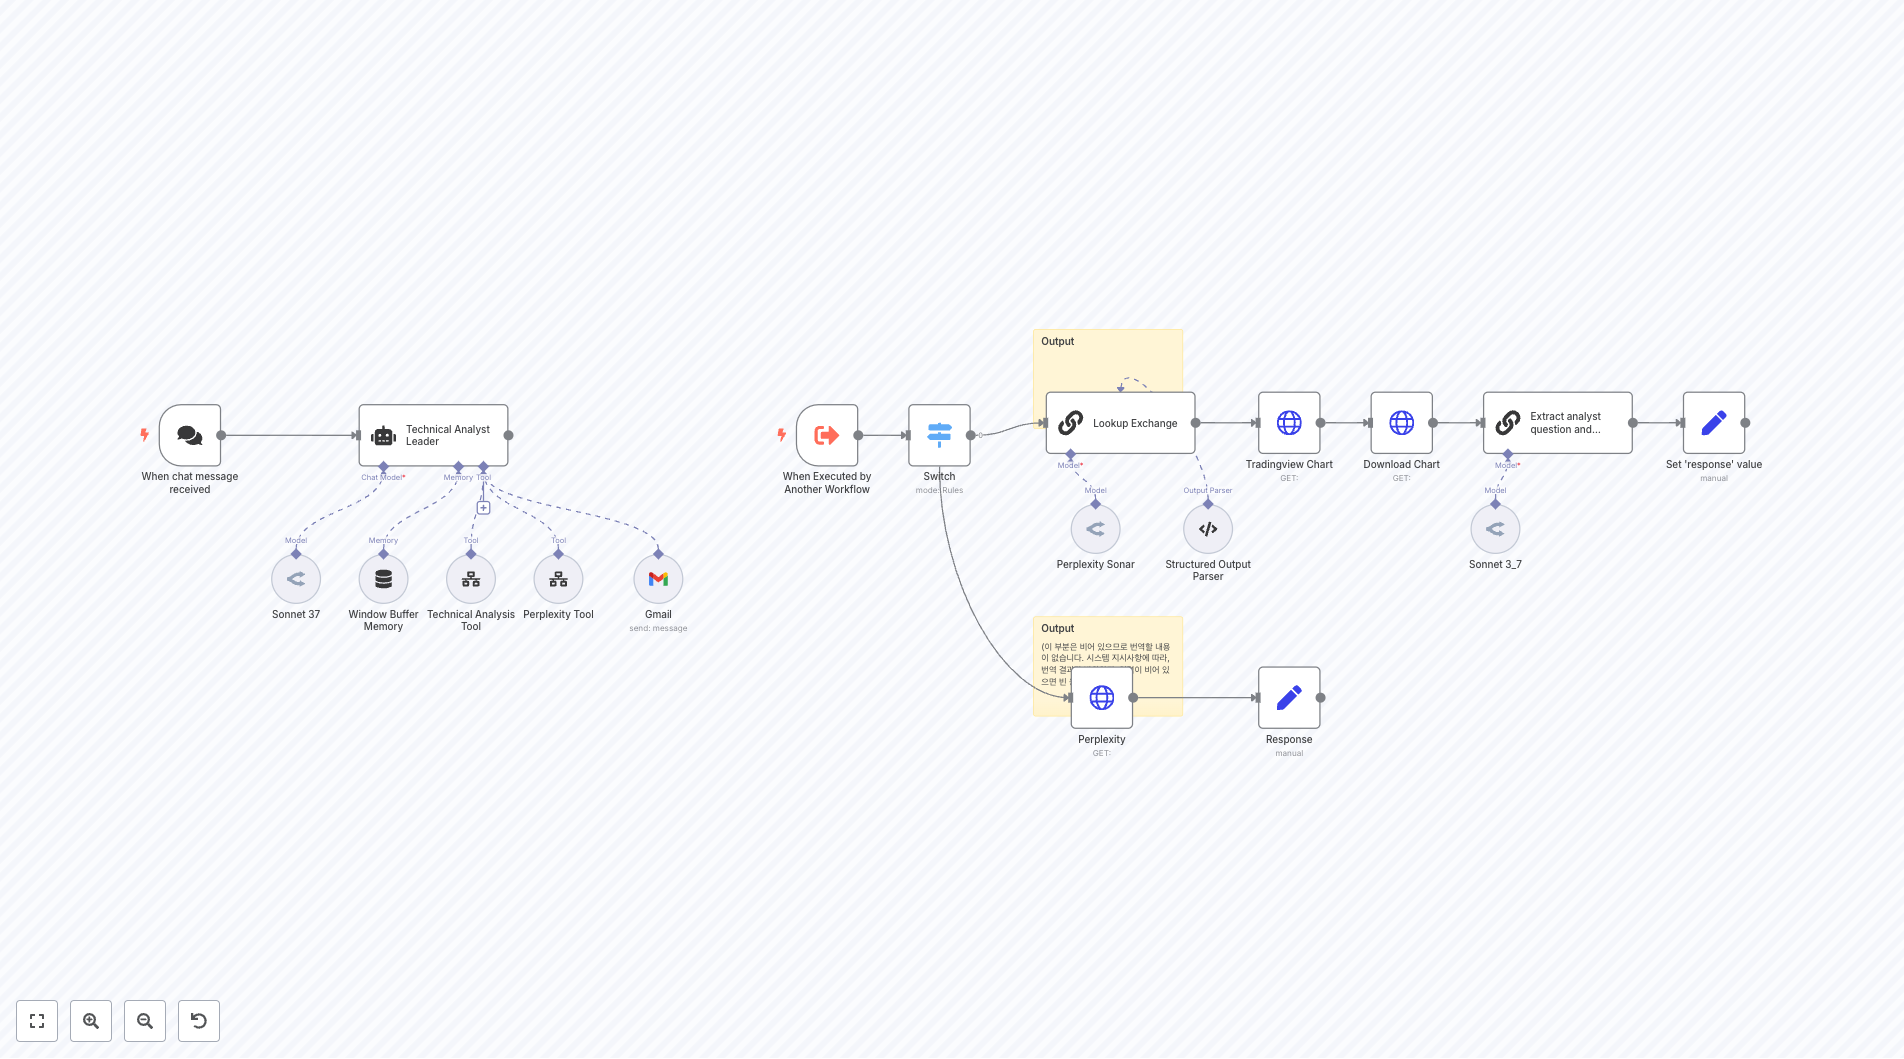 When chat message
received
Technical Analyst
Leader
Chat Model*
Memory
Tool
Model
Memory
Tool
Tool
Sonnet 37
Window Buffer
Memory
Technical Analysis
Tool
Perplexity Tool
Gmail
send: message
When Executed by
Another Workflow
Switch
mode: Rules
0
Output
Lookup Exchange
Model*
Model
Output Parser
Perplexity Sonar
Structured Output
Parser
Tradingview Chart
GET:
Download Chart
GET:
Extract analyst
question and...
Model*
Model
Sonnet 3_7
Set 'response' value
manual
Output
(이 부분은 비어 있으므로 번역할 내용
이 없습니다. 시스템 지시사항에 따라,
번역 결과
이 비어 있
으면 빈
Perplexity
GET:
Response
manual